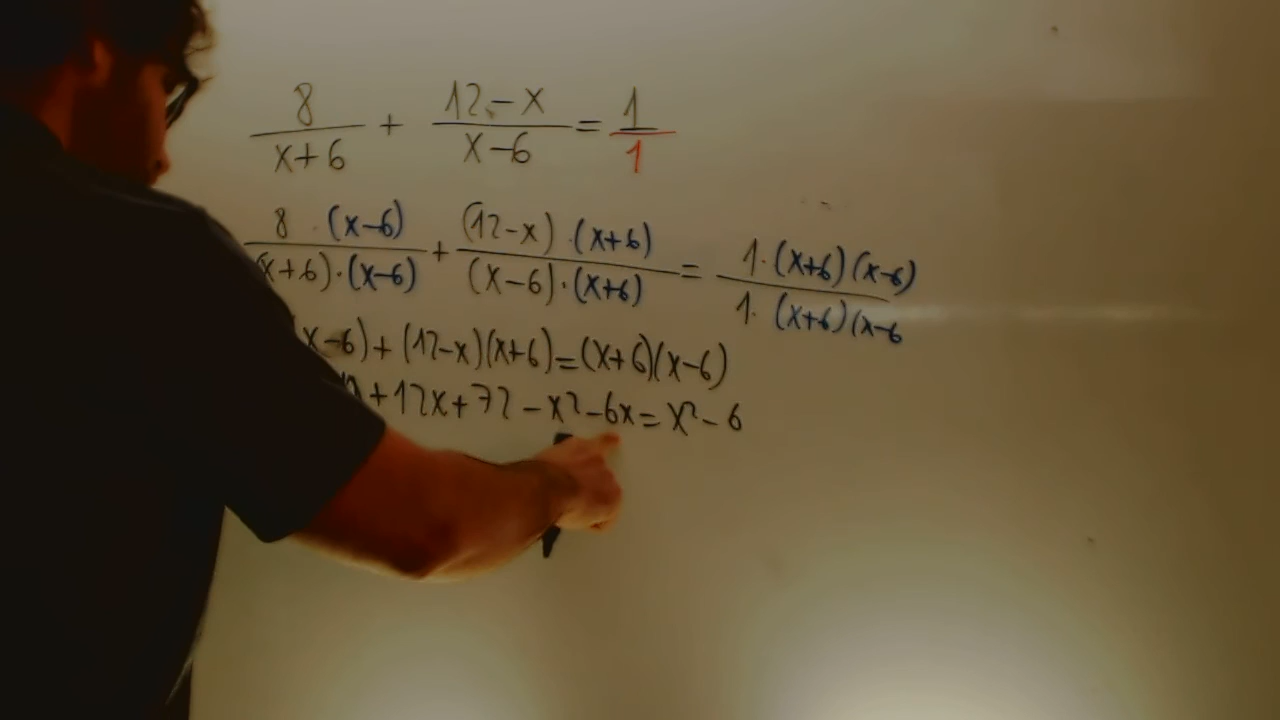 8/(x+6) + (12-x)/(x-6) = 1/1
8·(x-6)/(x+6)·(x-6) + (12-x)·(x+6)/(x-6)·(x+6) = 1·(x+6)(x-6)/1·(x+6)(x-6
x-6)+(12-x)(x+6)=(x+6)(x-6)
+12x+72-x²-6x=x²-6